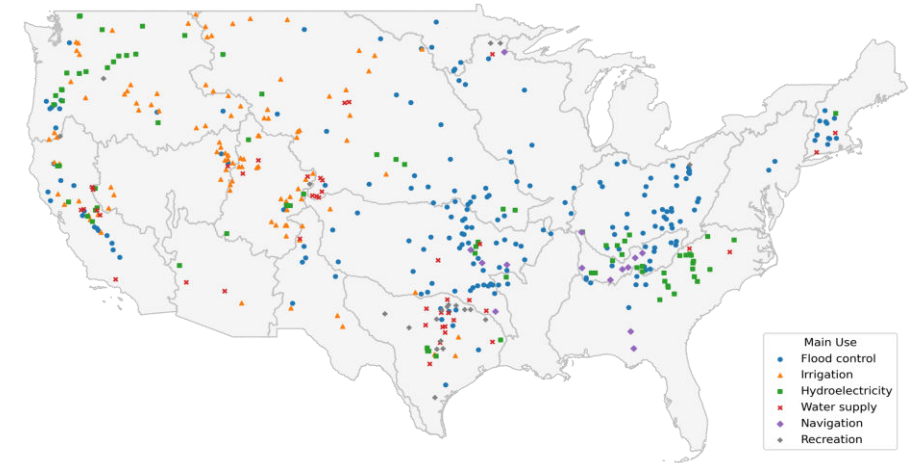 Main Use
Flood control
Irrigation
Hydroelectricity
Water supply
Navigation
Recreation